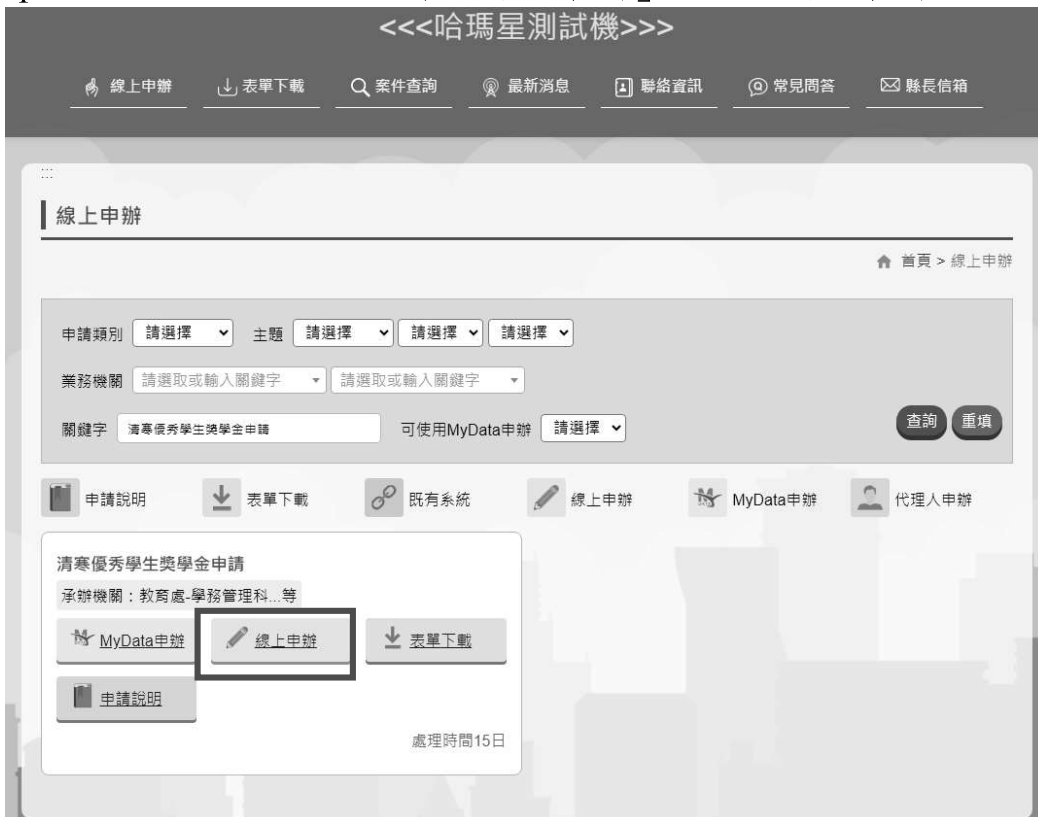 <<<哈瑪星測試機>>>
線上申辦 表單下載 案件查詢 最新消息 聯絡資訊 常見問答 縣長信箱
:::
線上申辦
首頁 > 線上申辦
申請類別 請選擇 主題 請選擇 請選擇 請選擇
業務機關 請選取或輸入關鍵字 請選取或輸入關鍵字
關鍵字 清寒優秀學生獎學金申請 可使用MyData申辦 請選擇 查詢 重填
申請說明 表單下載 既有系統 線上申辦 MyData申辦 代理人申辦
清寒優秀學生獎學金申請
承辦機關：教育處-學務管理科...等
MyData申辦 線上申辦 表單下載
申請說明
處理時間15日